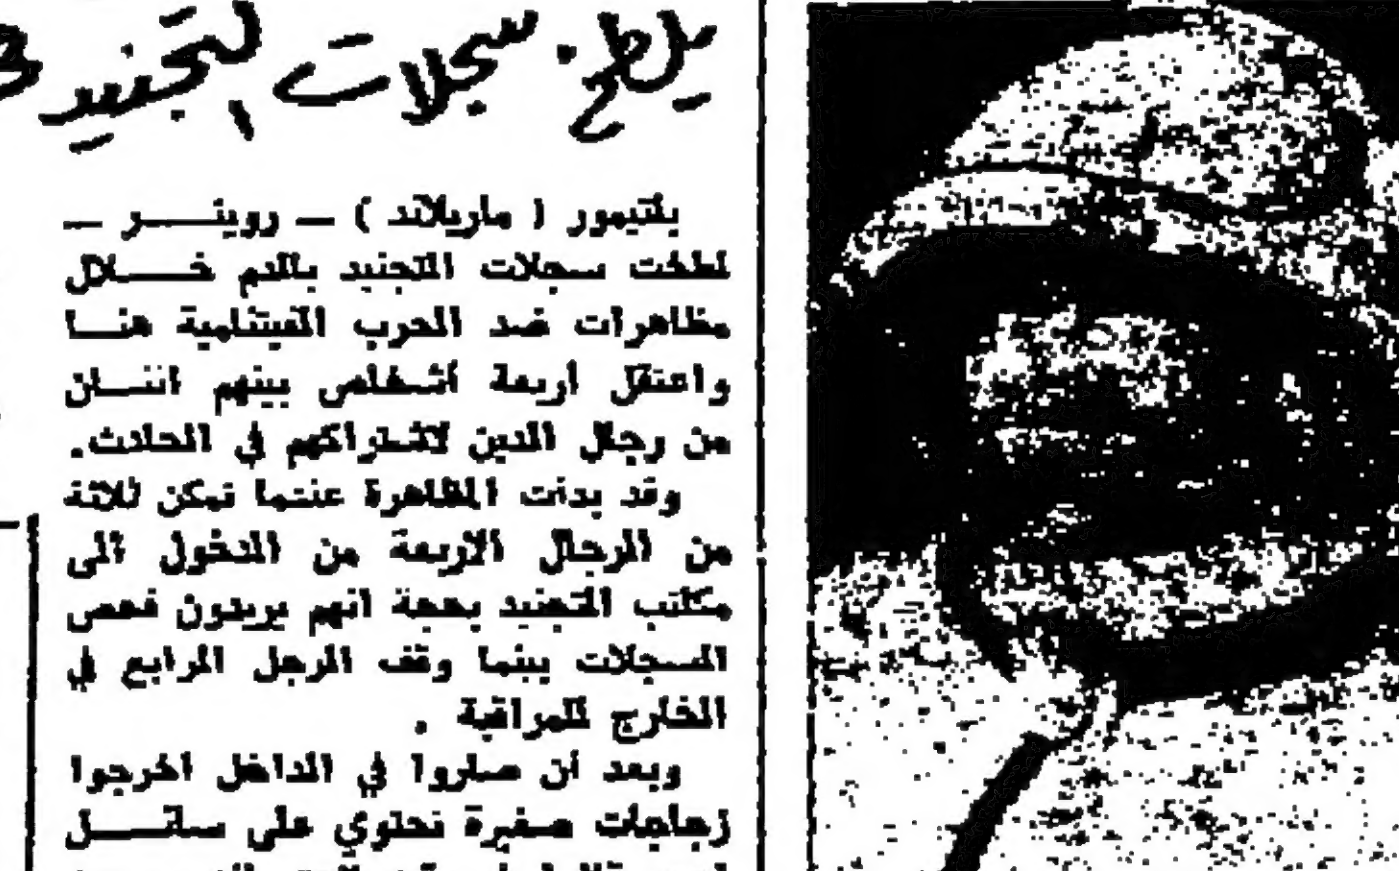 يلطخ سجلات التجنيد
بلتيمور ( ماريلاند ) — رويتـــر —
لطخت سجلات التجنيد بالدم خـــلال
مظاهرات ضد الحرب الفيتنامية هنــا
واعتقل اربعة أشخاص بينهم اثنــان
من رجال الدين لاشتراكهم في الحادث.
وقد بدأت المظاهرة عندما تمكن ثلاثة
من الرجال الاربعة من الدخول الى
مكتب التجنيد بحجة انهم يريدون فحص
السجلات بينما وقف الرجل الرابع في
الخارج للمراقبة .
وبعد أن صاروا في الداخل اخرجوا
زجاجات صغيرة تحتوي على سائـــل